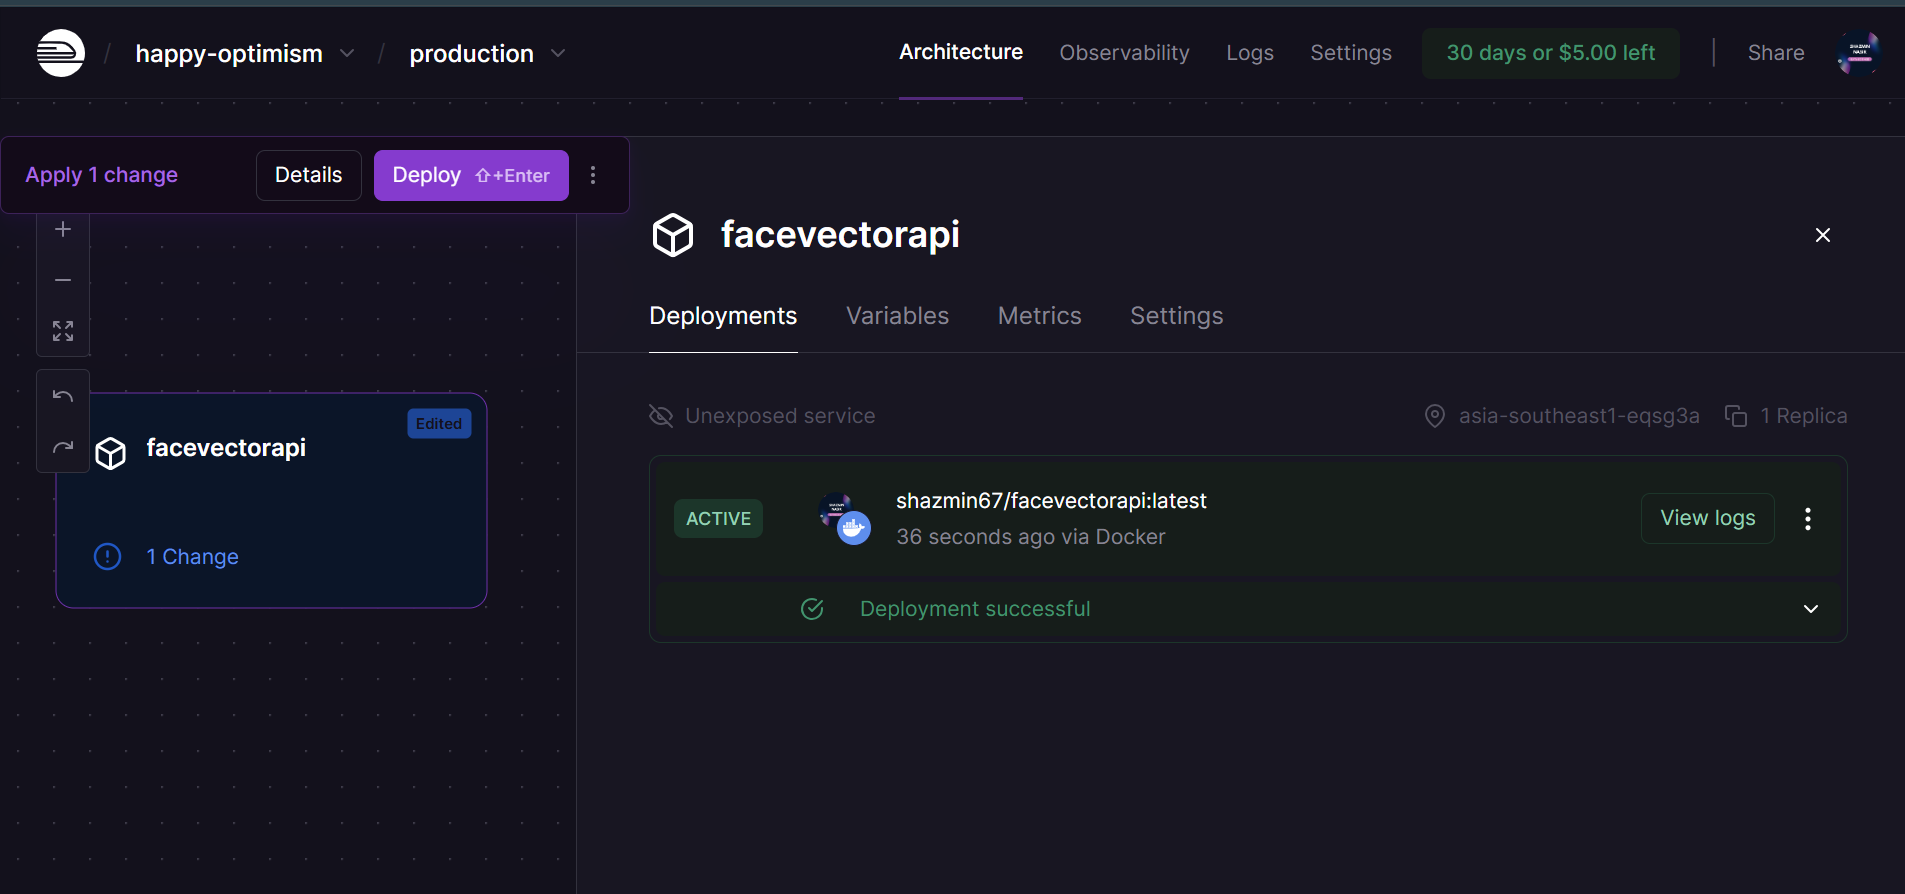 / happy-optimism / production
Architecture Observability Logs Settings 30 days or $5.00 left Share
Apply 1 change Details Deploy ⇧+Enter
facevectorapi
Deployments Variables Metrics Settings
Unexposed service asia-southeast1-eqsg3a 1 Replica
Edited
facevectorapi
1 Change
ACTIVE
shazmin67/facevectorapi:latest
36 seconds ago via Docker
View logs
Deployment successful